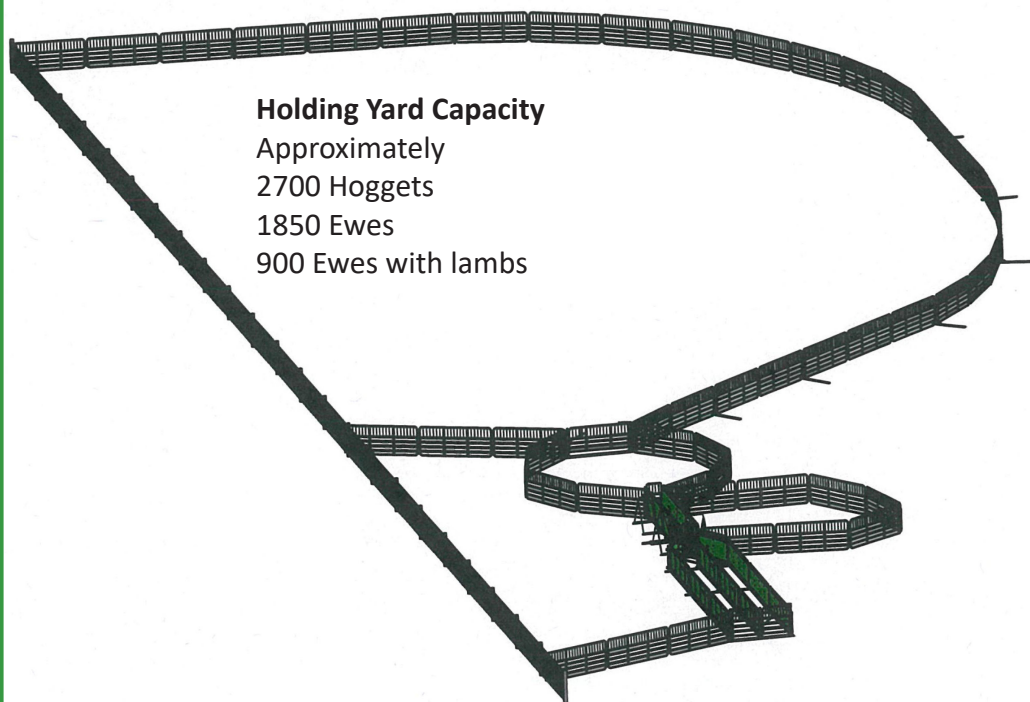 Holding Yard Capacity
Approximately
2700 Hoggets
1850 Ewes
900 Ewes with lambs